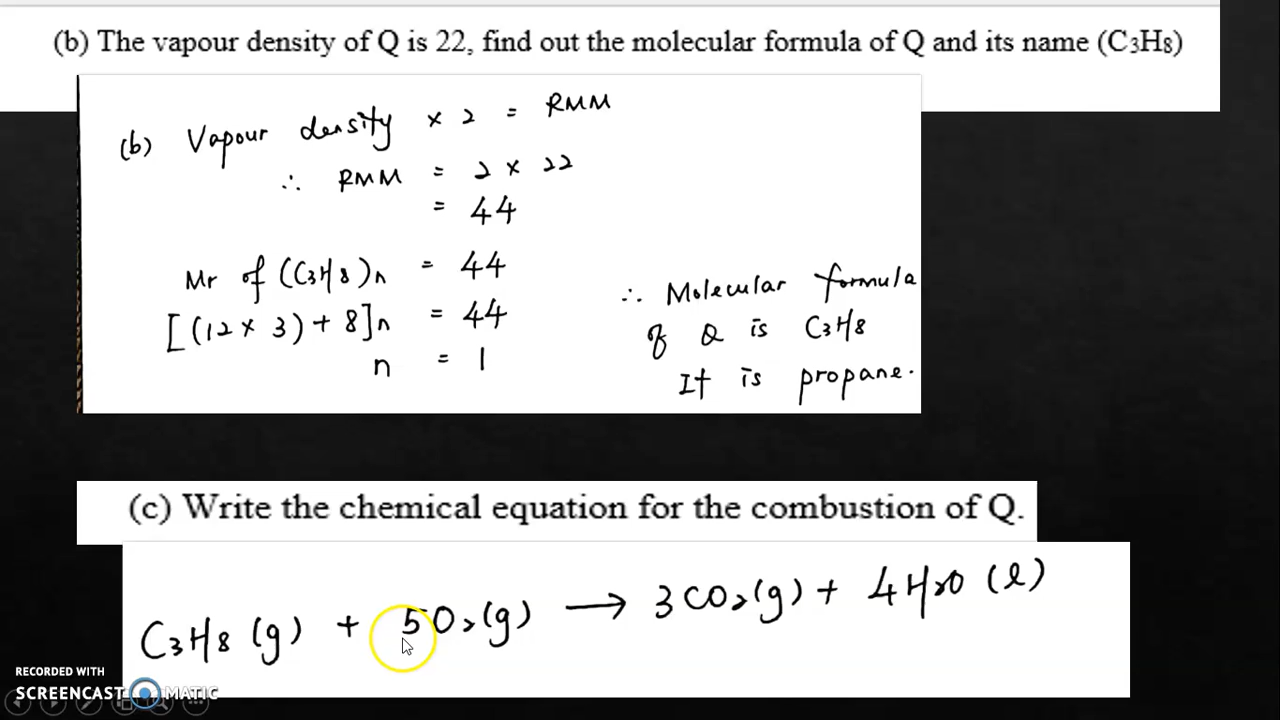 (b) The vapour density of Q is 22, find out the molecular formula of Q and its name (C₃H₈)
(b) Vapour density × 2 = RMM
∴ RMM = 2 × 22
= 44
Mr of (C₃H₈)n = 44
[(12 × 3) + 8]n = 44
n = 1
∴ Molecular formula
of Q is C₃H₈
It is propane.
(c) Write the chemical equation for the combustion of Q.
C₃H₈ (g) + 5O₂ (g) → 3CO₂ (g) + 4H₂O (l)
RECORDED WITH
SCREENCAST MATIC